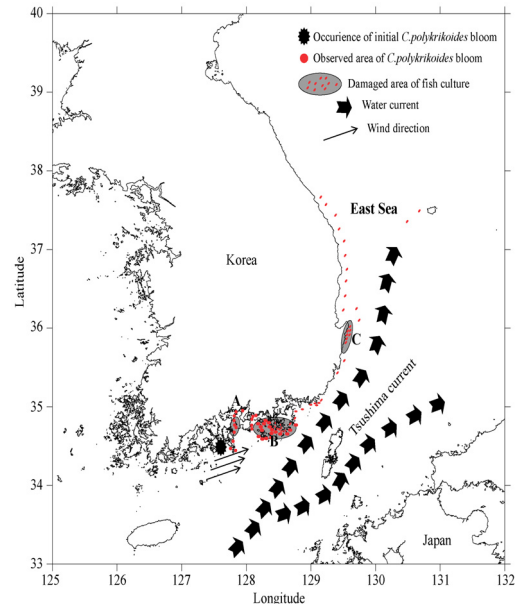 Occurience of initial C.polykrikoides bloom
Observed area of C.polykrikoides bloom
Damaged area of fish culture
Water current
Wind direction
40
39
38
37
36
35
34
33
Latitude
East Sea
Korea
C
A
B
Tsushima current
Japan
125
126
127
128
129
130
131
132
Longitude